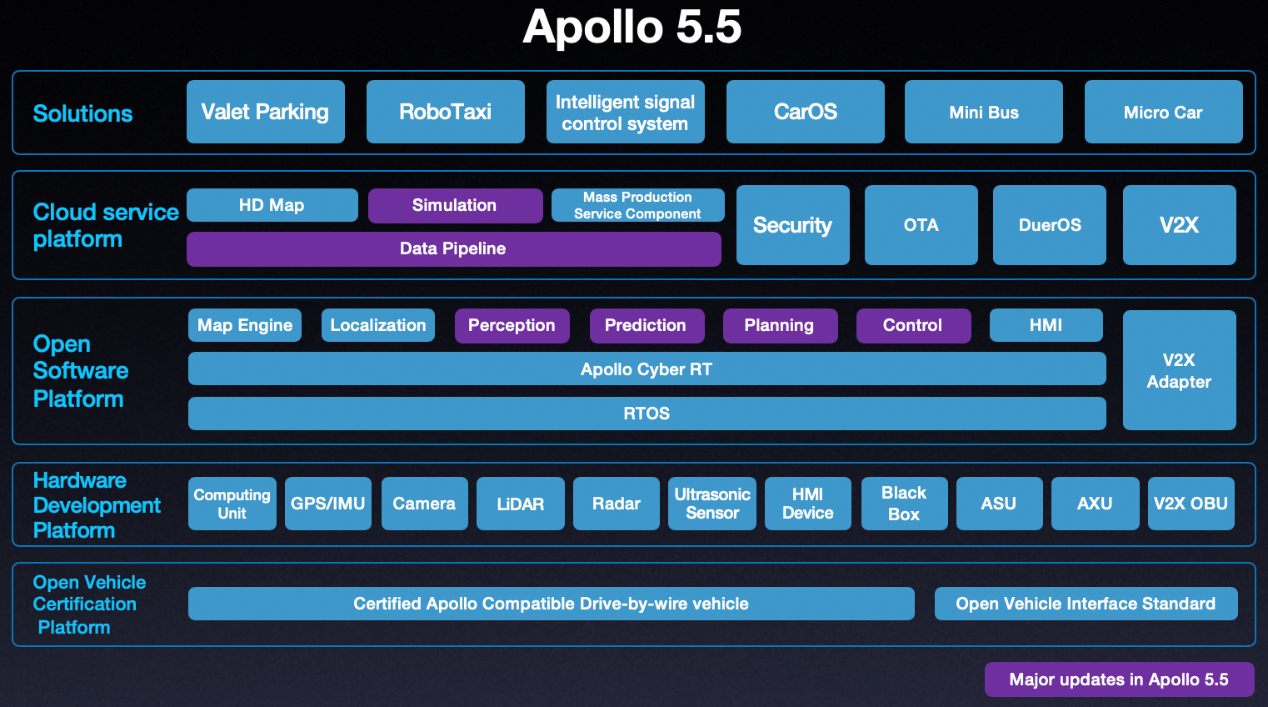 Apollo 5.5
Solutions
Valet Parking
RoboTaxi
Intelligent signal
control system
CarOS
Mini Bus
Micro Car
Cloud service
platform
HD Map
Simulation
Mass Production
Service Component
Data Pipeline
Security
OTA
DuerOS
V2X
Open
Software
Platform
Map Engine
Localization
Perception
Prediction
Planning
Control
HMI
Apollo Cyber RT
RTOS
V2X
Adapter
Hardware
Development
Platform
Computing
Unit
GPS/IMU
Camera
LiDAR
Radar
Ultrasonic
Sensor
HMI
Device
Black
Box
ASU
AXU
V2X OBU
Open Vehicle
Certification
Platform
Certified Apollo Compatible Drive-by-wire vehicle
Open Vehicle Interface Standard
Major updates in Apollo 5.5